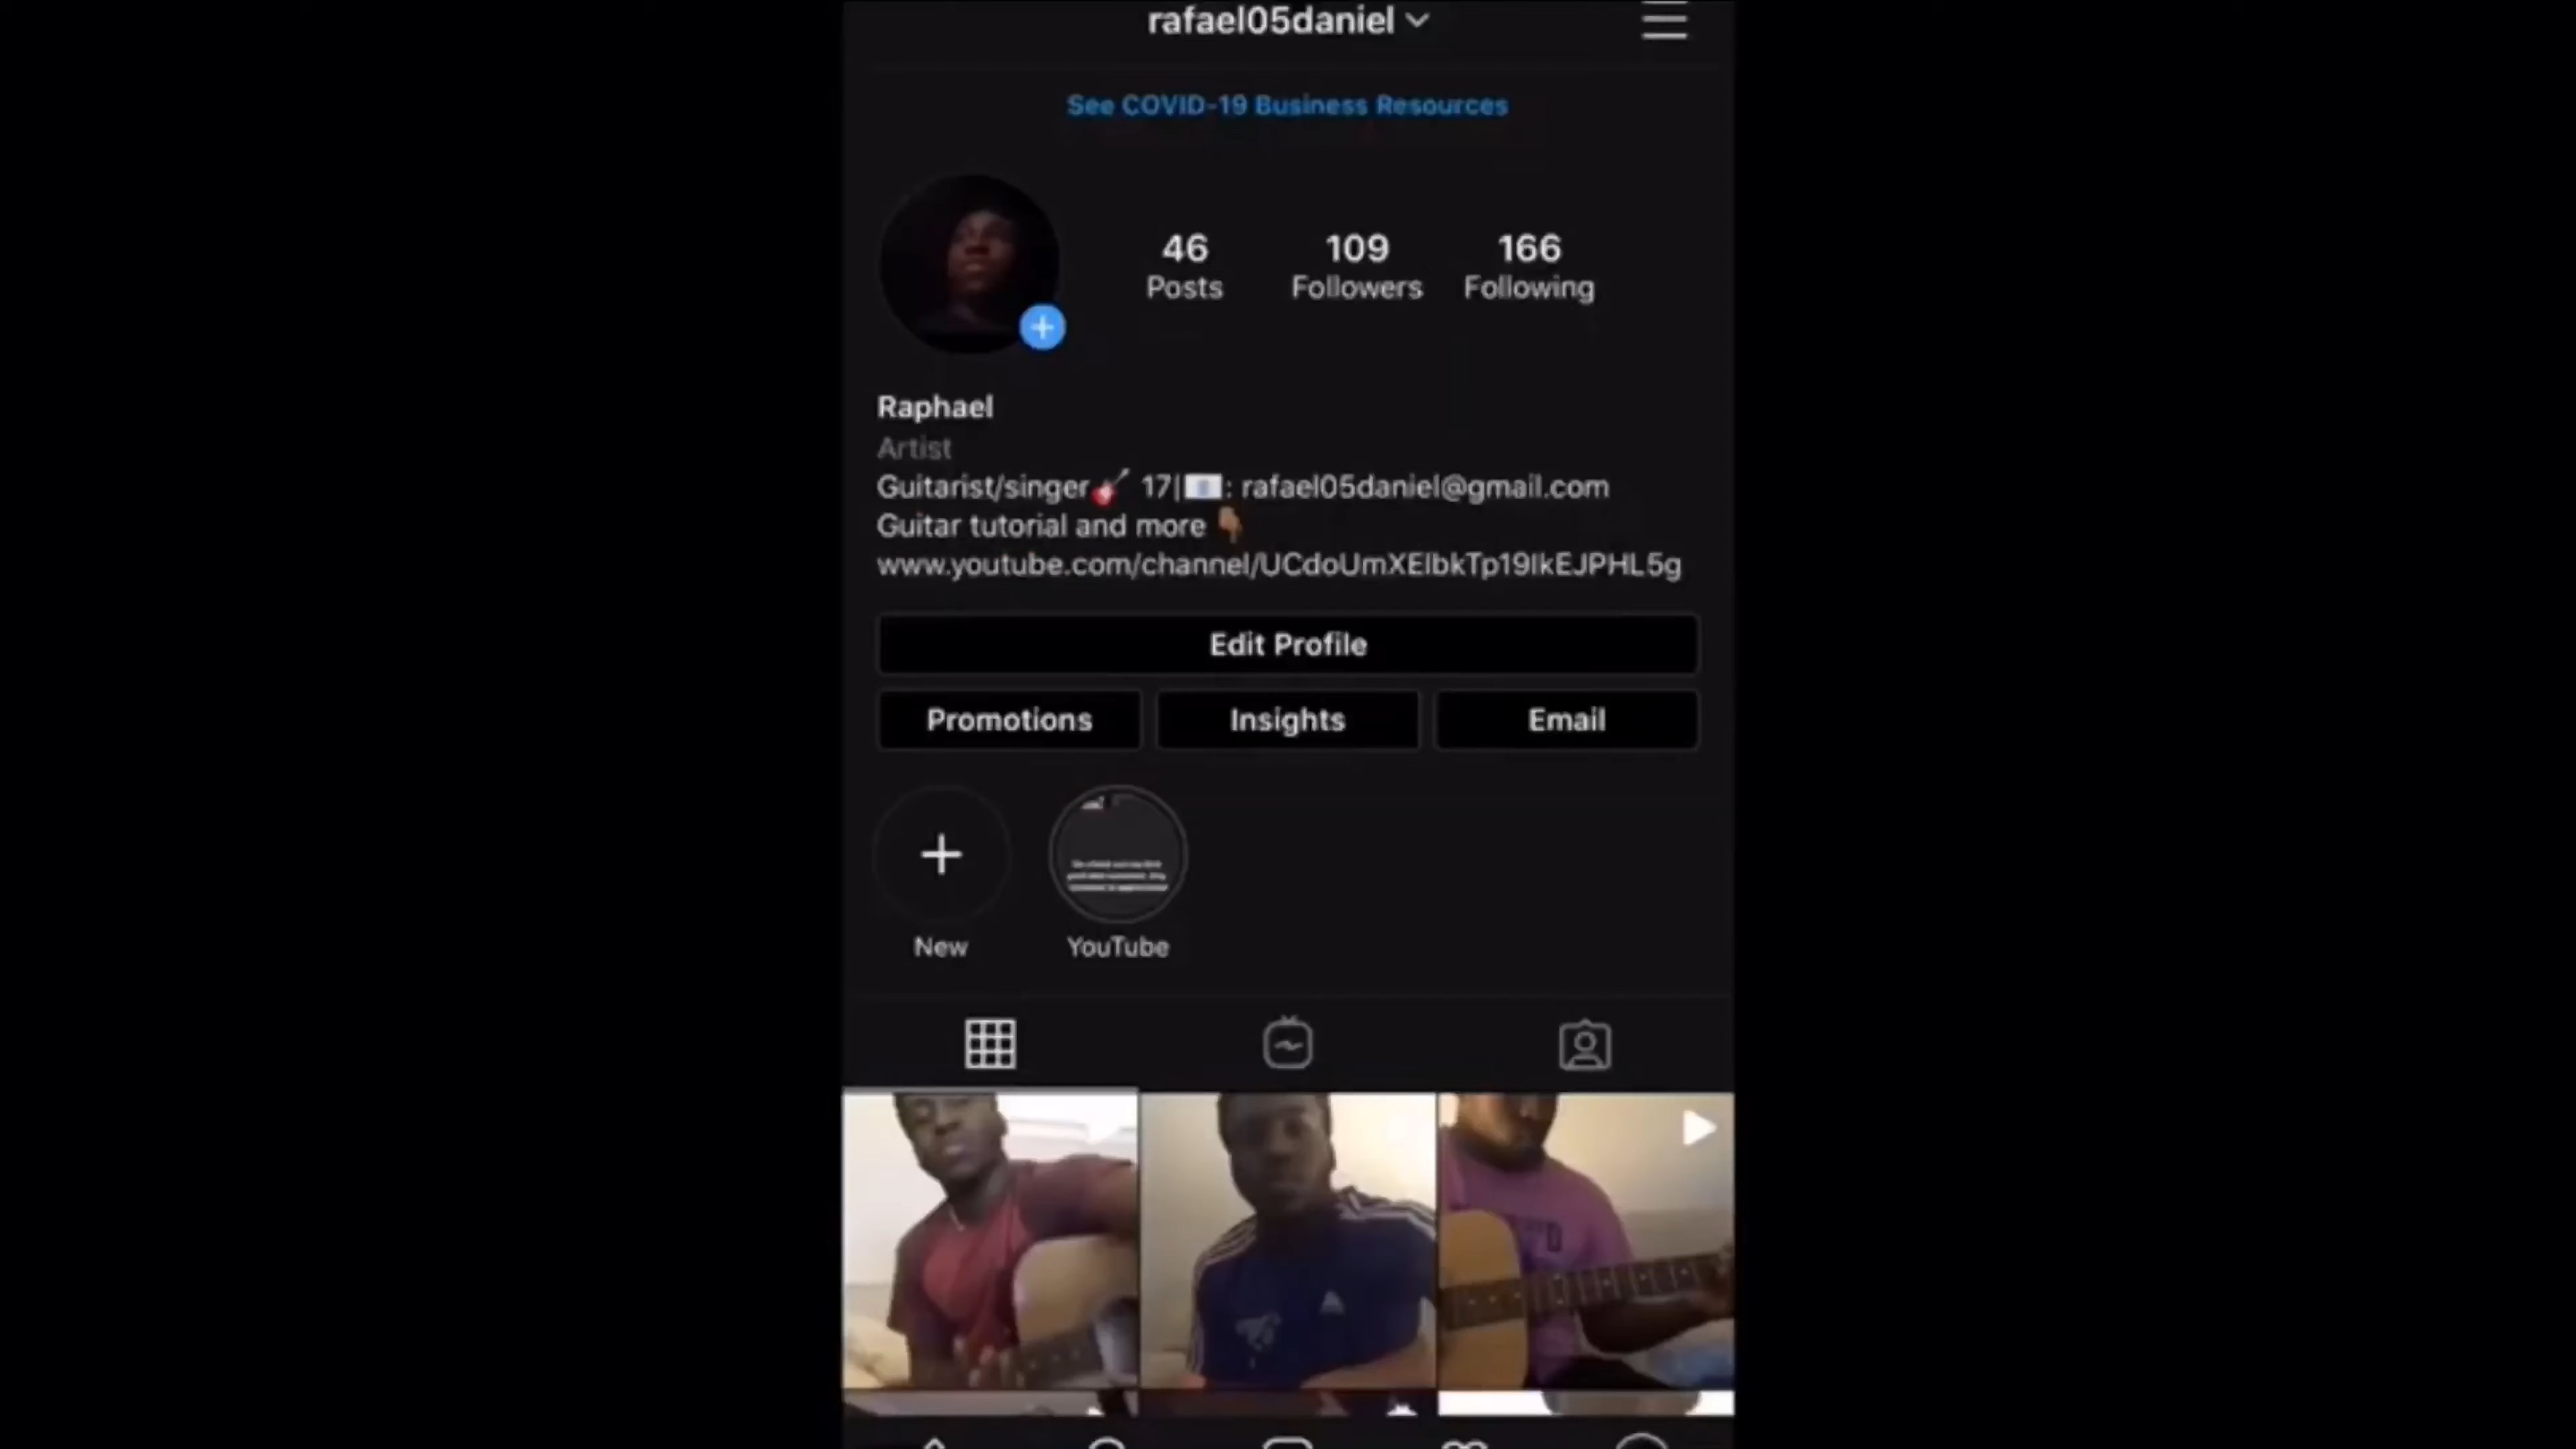 rafael05daniel
See COVID-19 Business Resources
46
Posts
109
Followers
166
Following
Raphael
Artist
Guitarist/singer🎸 17|📧: rafael05daniel@gmail.com
Guitar tutorial and more 👇🏾
www.youtube.com/channel/UCdoUmXElbkTp19IkEJPHL5g
Edit Profile
Promotions
Insights
Email
New
YouTube